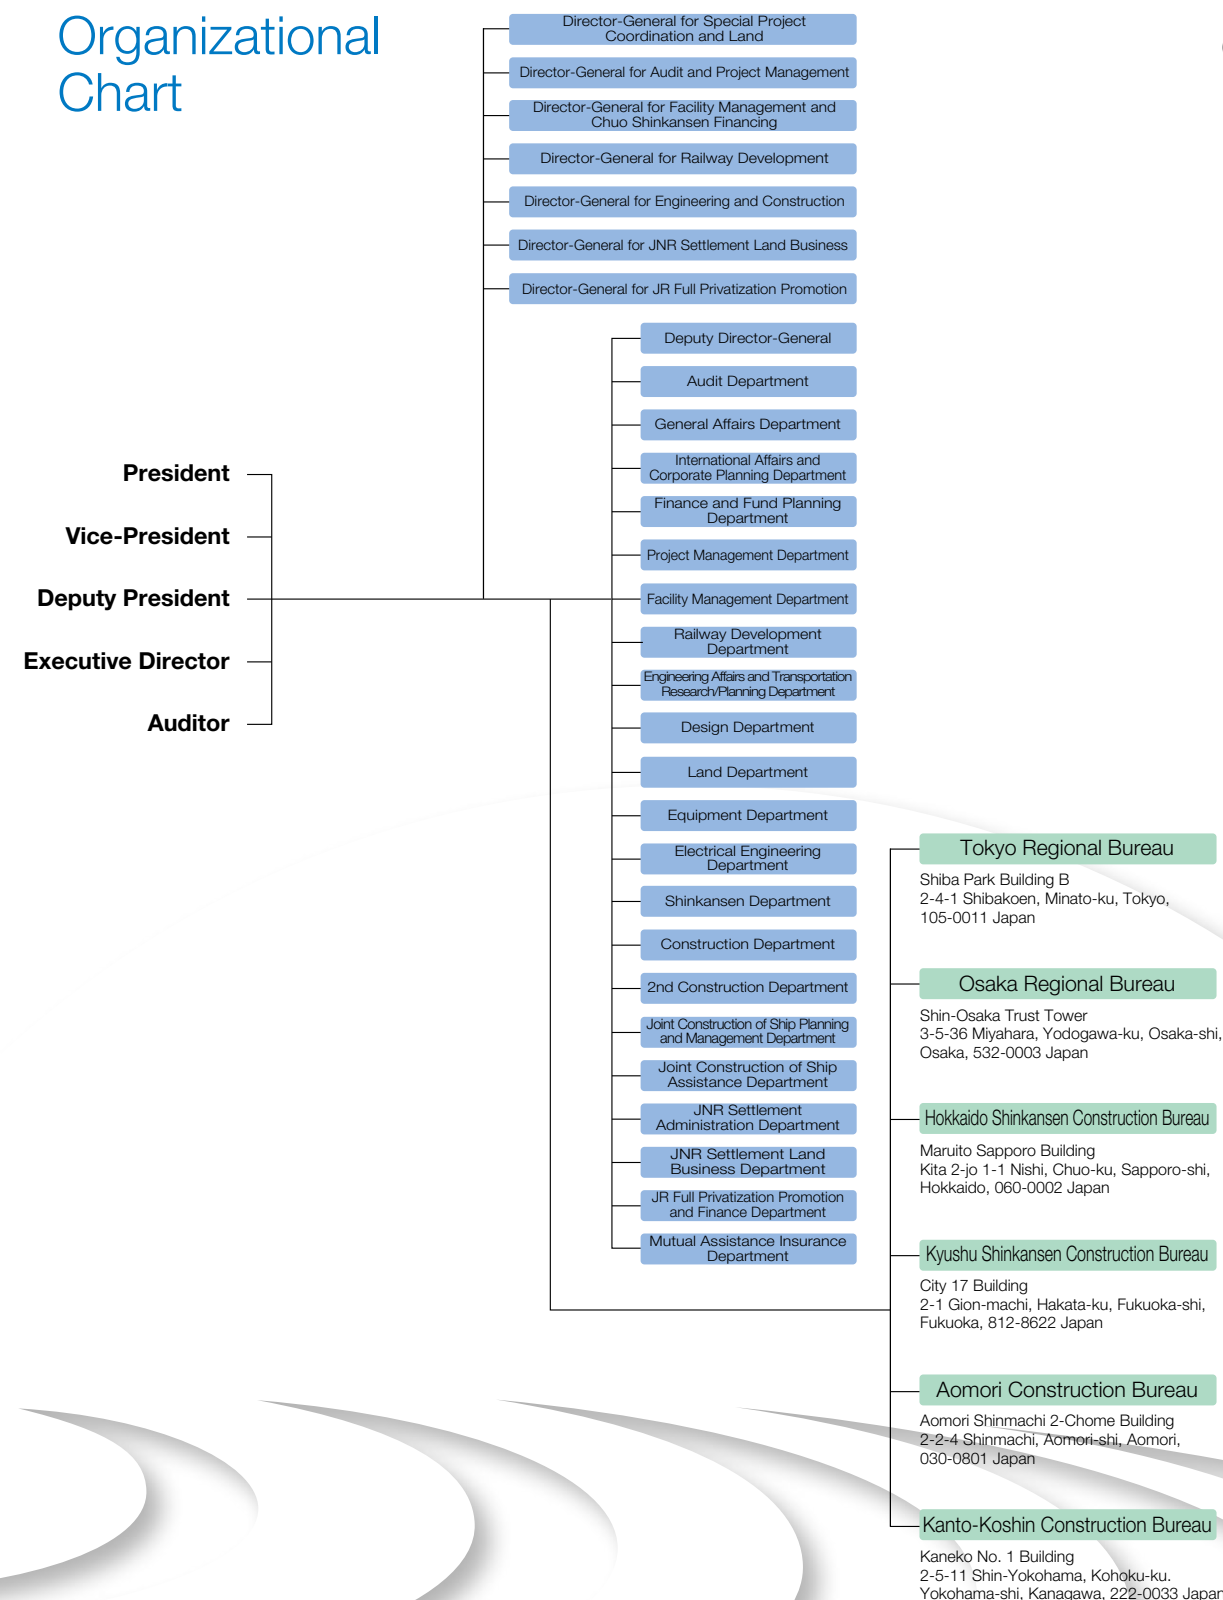 Organizational
Chart
Director-General for Special Project
Coordination and Land
Director-General for Audit and Project Management
Director-General for Facility Management and
Chuo Shinkansen Financing
Director-General for Railway Development
Director-General for Engineering and Construction
Director-General for JNR Settlement Land Business
Director-General for JR Full Privatization Promotion
Deputy Director-General
Audit Department
General Affairs Department
International Affairs and
Corporate Planning Department
Finance and Fund Planning
Department
Project Management Department
Facility Management Department
Railway Development
Department
Engineering Affairs and Transportation
Research/Planning Department
Design Department
Land Department
Equipment Department
Electrical Engineering
Department
Shinkansen Department
Construction Department
2nd Construction Department
Joint Construction of Ship Planning
and Management Department
Joint Construction of Ship
Assistance Department
JNR Settlement
Administration Department
JNR Settlement Land
Business Department
JR Full Privatization Promotion
and Finance Department
Mutual Assistance Insurance
Department
President
Vice-President
Deputy President
Executive Director
Auditor
Tokyo Regional Bureau
Shiba Park Building B
2-4-1 Shibakoen, Minato-ku, Tokyo,
105-0011 Japan
Osaka Regional Bureau
Shin-Osaka Trust Tower
3-5-36 Miyahara, Yodogawa-ku, Osaka-shi,
Osaka, 532-0003 Japan
Hokkaido Shinkansen Construction Bureau
Maruito Sapporo Building
Kita 2-jo 1-1 Nishi, Chuo-ku, Sapporo-shi,
Hokkaido, 060-0002 Japan
Kyushu Shinkansen Construction Bureau
City 17 Building
2-1 Gion-machi, Hakata-ku, Fukuoka-shi,
Fukuoka, 812-8622 Japan
Aomori Construction Bureau
Aomori Shinmachi 2-Chome Building
2-2-4 Shinmachi, Aomori-shi, Aomori,
030-0801 Japan
Kanto-Koshin Construction Bureau
Kaneko No. 1 Building
2-5-11 Shin-Yokohama, Kohoku-ku.
Yokohama-shi, Kanagawa, 222-0033 Japan